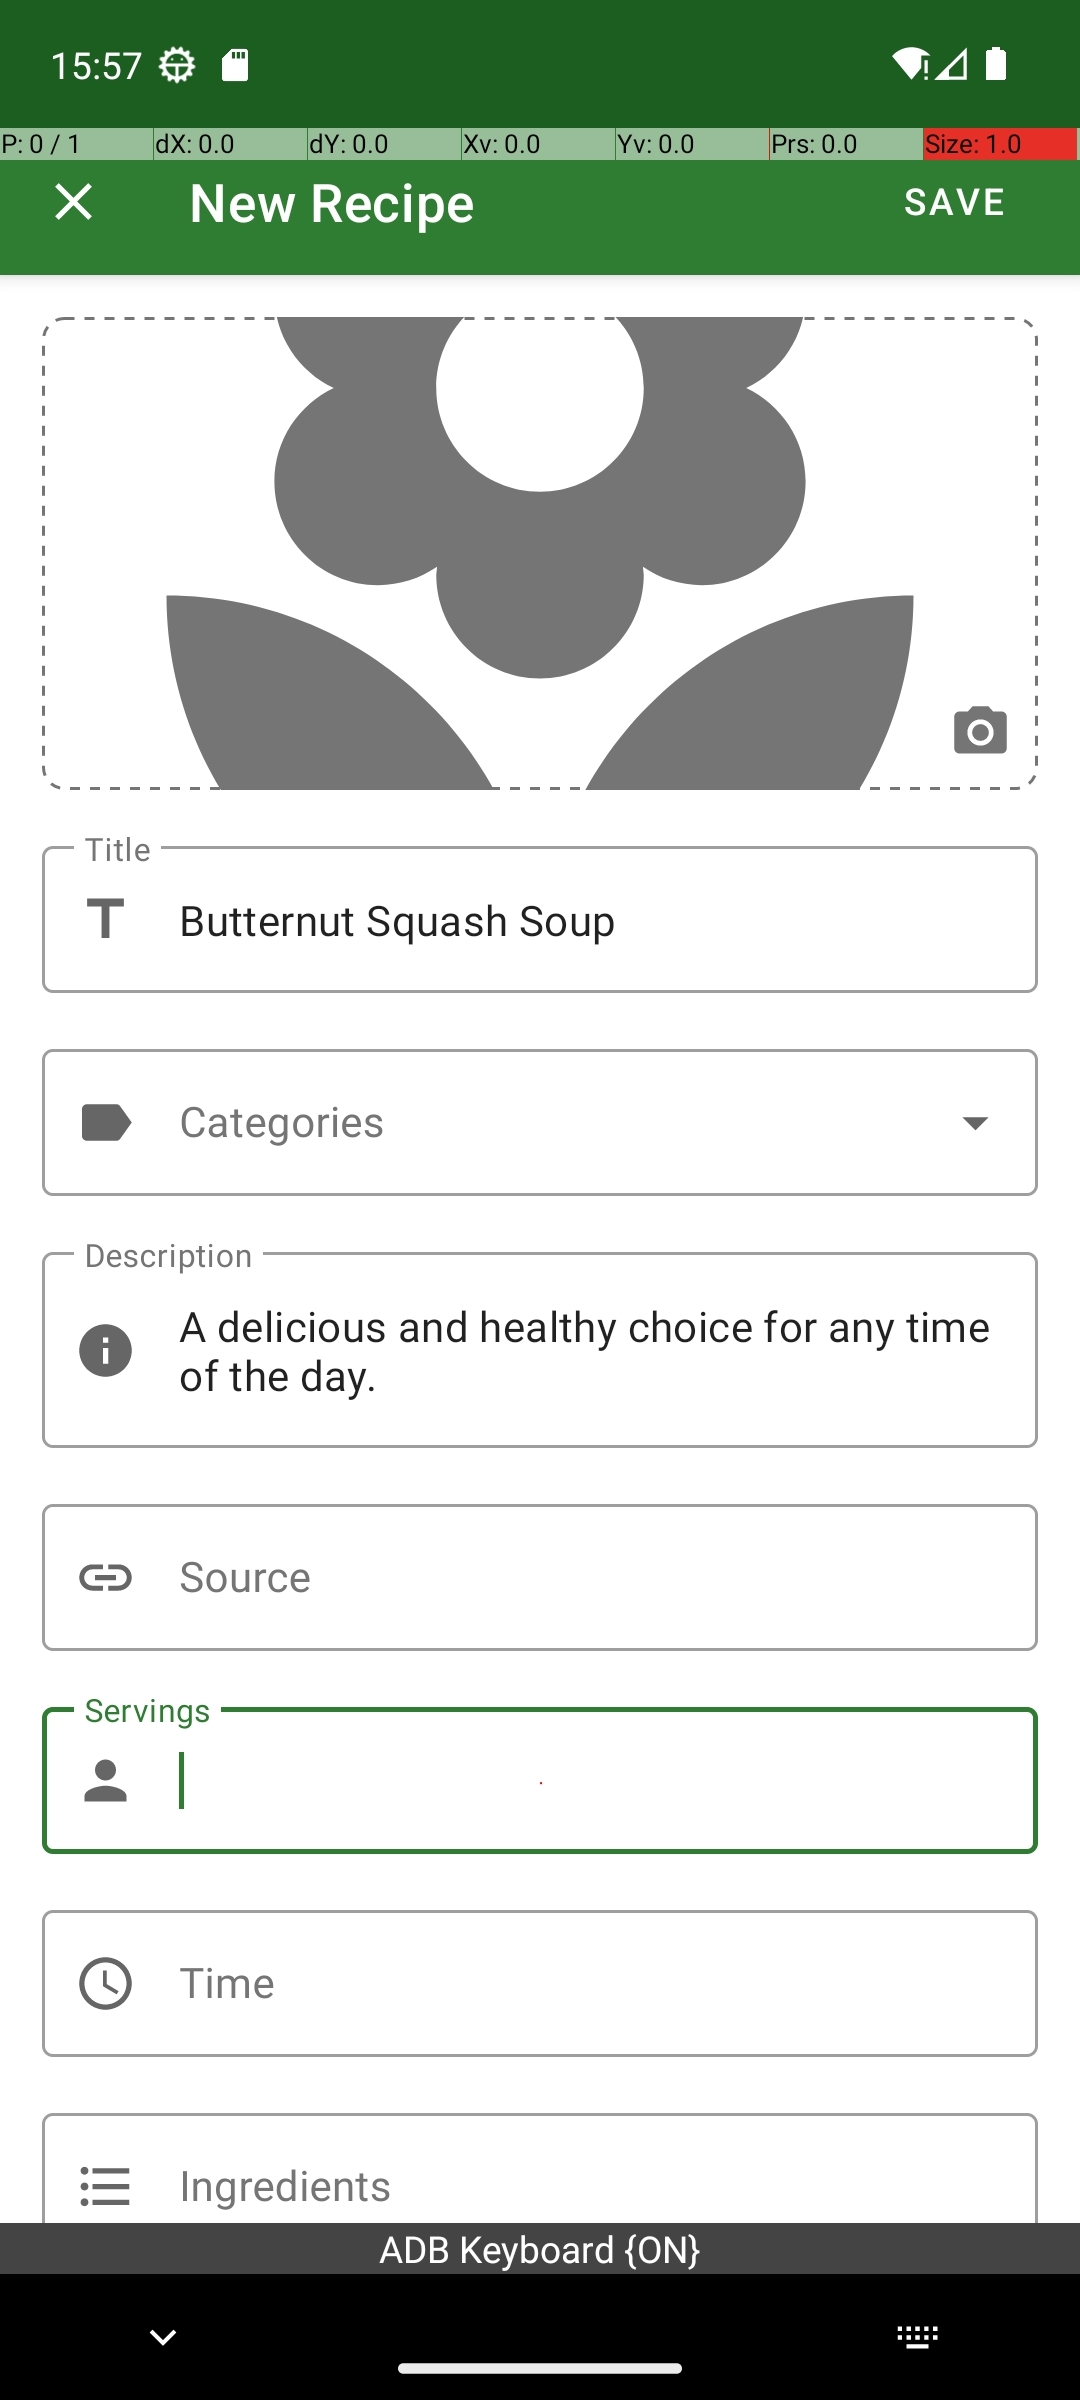 15:57
P: 0 / 1
dX: 0.0
dY: 0.0
Xv: 0.0
Yv: 0.0
Prs: 0.0
Size: 1.0
New Recipe
SAVE
Title
Butternut Squash Soup
Categories
Description
A delicious and healthy choice for any time
of the day.
Source
Servings
Time
Ingredients
ADB Keyboard {ON}